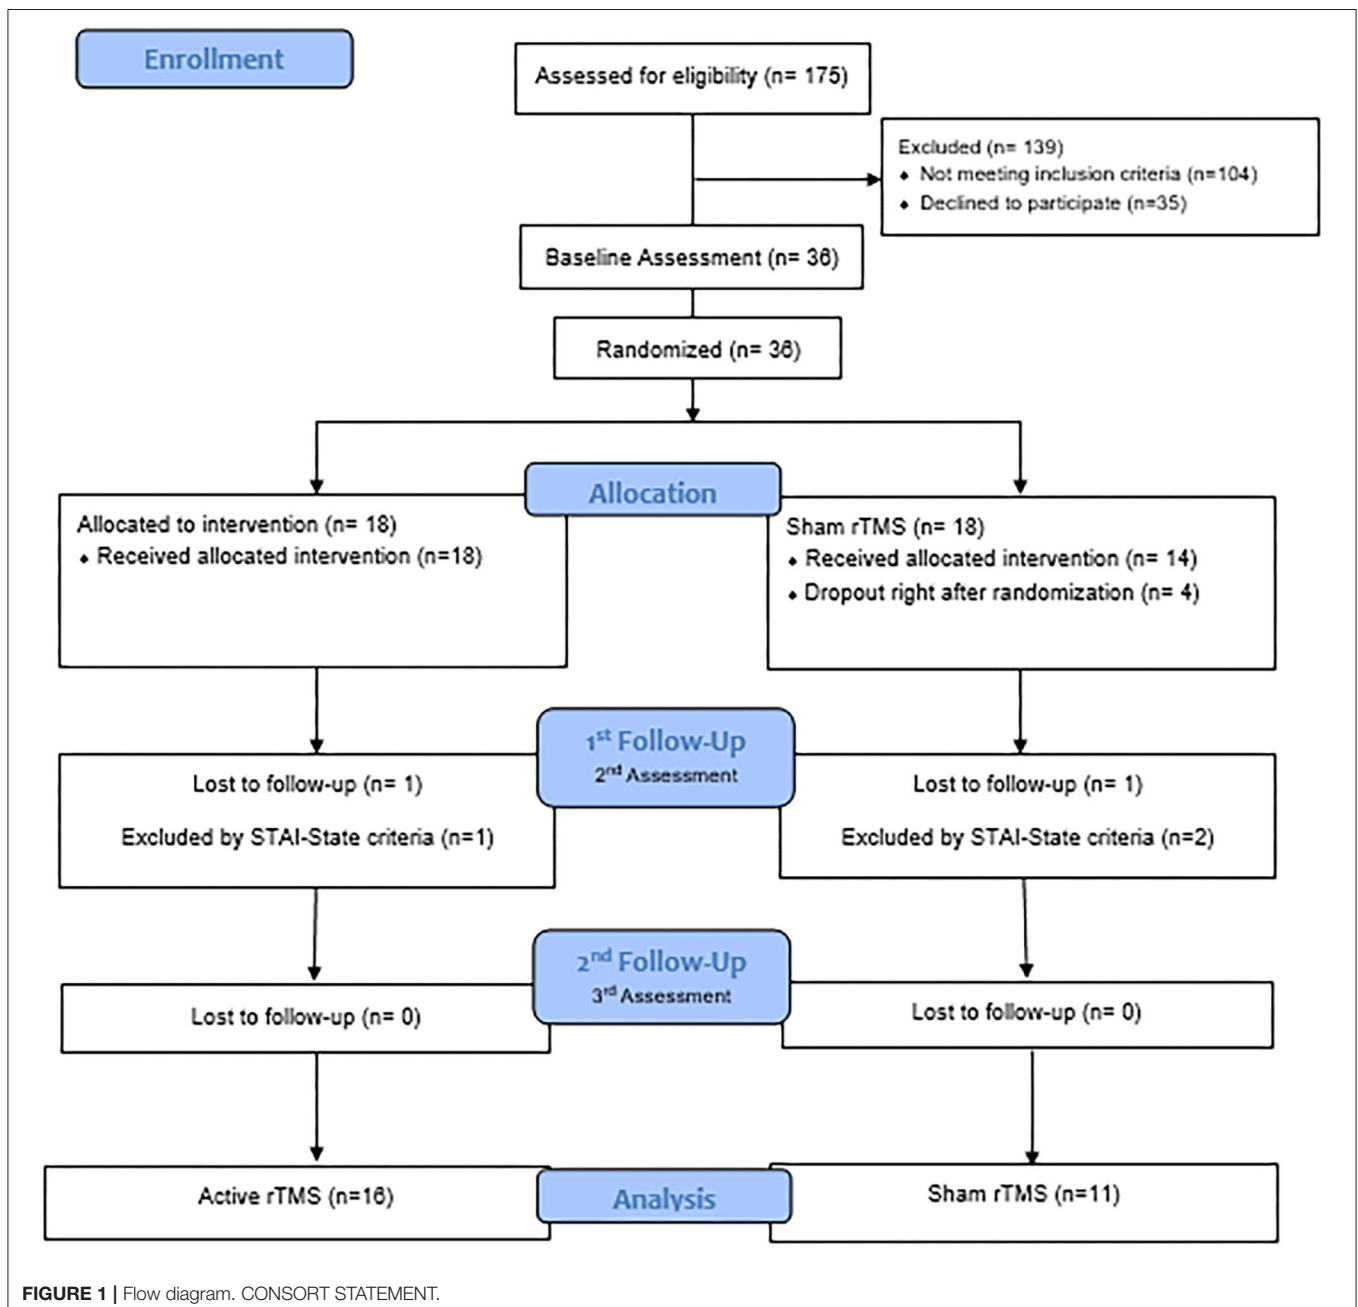 Enrollment
Assessed for eligibility (n= 175)
Excluded (n= 139)
♦ Not meeting inclusion criteria (n=104)
♦ Declined to participate (n=35)
Baseline Assessment (n= 36)
Randomized (n= 36)
Allocation
Allocated to intervention (n= 18)
♦ Received allocated intervention (n=18)
Sham rTMS (n= 18)
♦ Received allocated intervention (n= 14)
♦ Dropout right after randomization (n= 4)
1st Follow-Up
2nd Assessment
Lost to follow-up (n= 1)
Excluded by STAI-State criteria (n=1)
Lost to follow-up (n= 1)
Excluded by STAI-State criteria (n=2)
2nd Follow-Up
3rd Assessment
Lost to follow-up (n= 0)
Lost to follow-up (n= 0)
Active rTMS (n=16)
Analysis
Sham rTMS (n=11)
FIGURE 1 | Flow diagram. CONSORT STATEMENT.